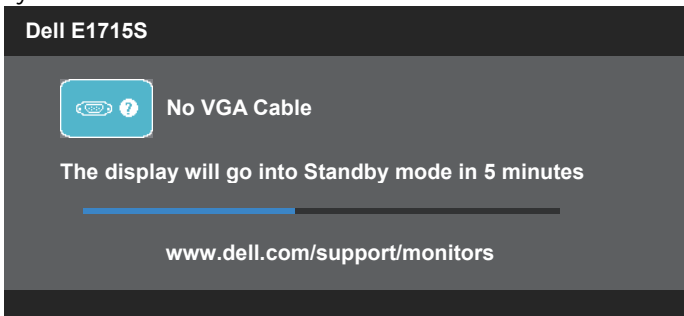 Dell E1715S
No VGA Cable
The display will go into Standby mode in 5 minutes
www.dell.com/support/monitors